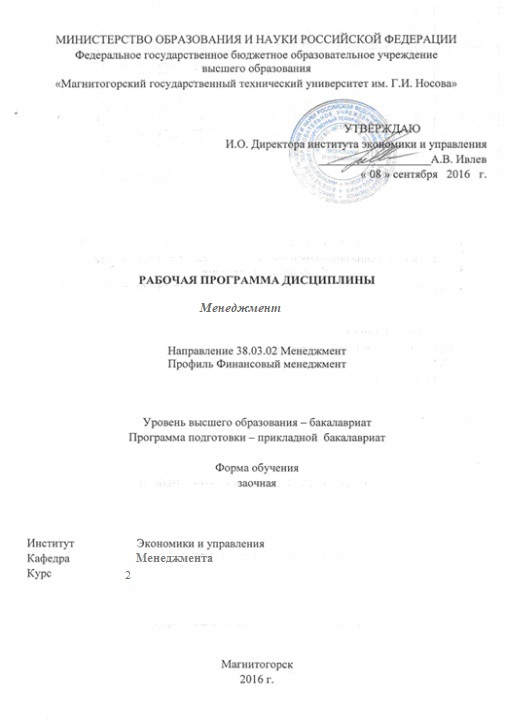 МИНИСТЕРСТВО ОБРАЗОВАНИЯ И НАУКИ РОССИЙСКОЙ ФЕДЕРАЦИИ
Федеральное государственное бюджетное образовательное учреждение
высшего образования
«Магнитогорский государственный технический университет им. Г.И. Носова»
УТВЕРЖДАЮ
И.О. Директора института экономики и управления
А.В. Ивлев
« 08 » сентября 2016 г.
РАБОЧАЯ ПРОГРАММА ДИСЦИПЛИНЫ
Менеджмент
Направление 38.03.02 Менеджмент
Профиль Финансовый менеджмент
Уровень высшего образования – бакалавриат
Программа подготовки – прикладной бакалавриат
Форма обучения
заочная
Институт Экономики и управления
Кафедра Менеджмента
Курс 2
Магнитогорск
2016 г.